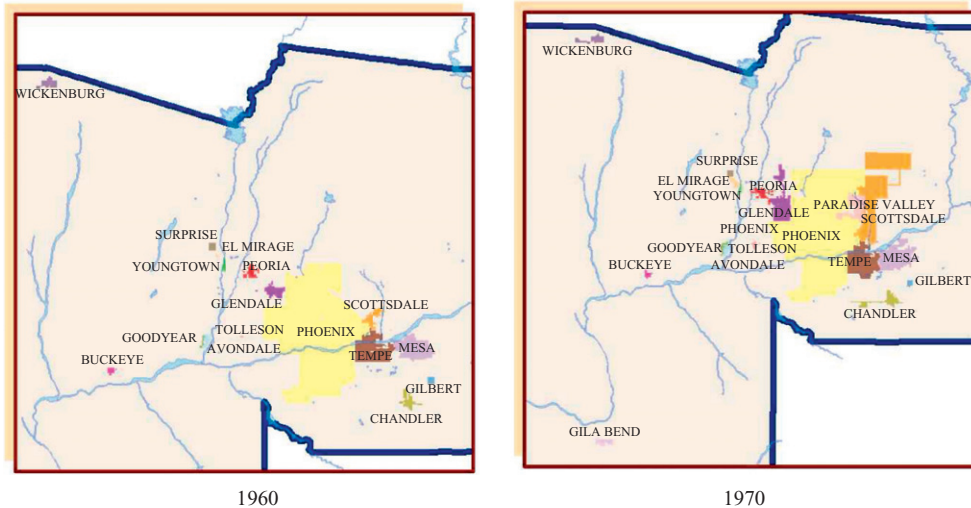 WICKENBURG
SURPRISE
EL MIRAGE
YOUNGTOWN
PEORIA
GLENDALE
SCOTTSDALE
GOODYEAR
TOLLESON
PHOENIX
AVONDALE
TEMPE
MESA
BUCKEYE
GILBERT
CHANDLER
1960
WICKENBURG
SURPRISE
EL MIRAGE
PEORIA
YOUNGTOWN
PARADISE VALLEY
GLENDALE
SCOTTSDALE
PHOENIX
PHOENIX
GOODYEAR
TOLLESON
TEMPE
MESA
BUCKEYE
AVONDALE
GILBERT
CHANDLER
GILA BEND
1970